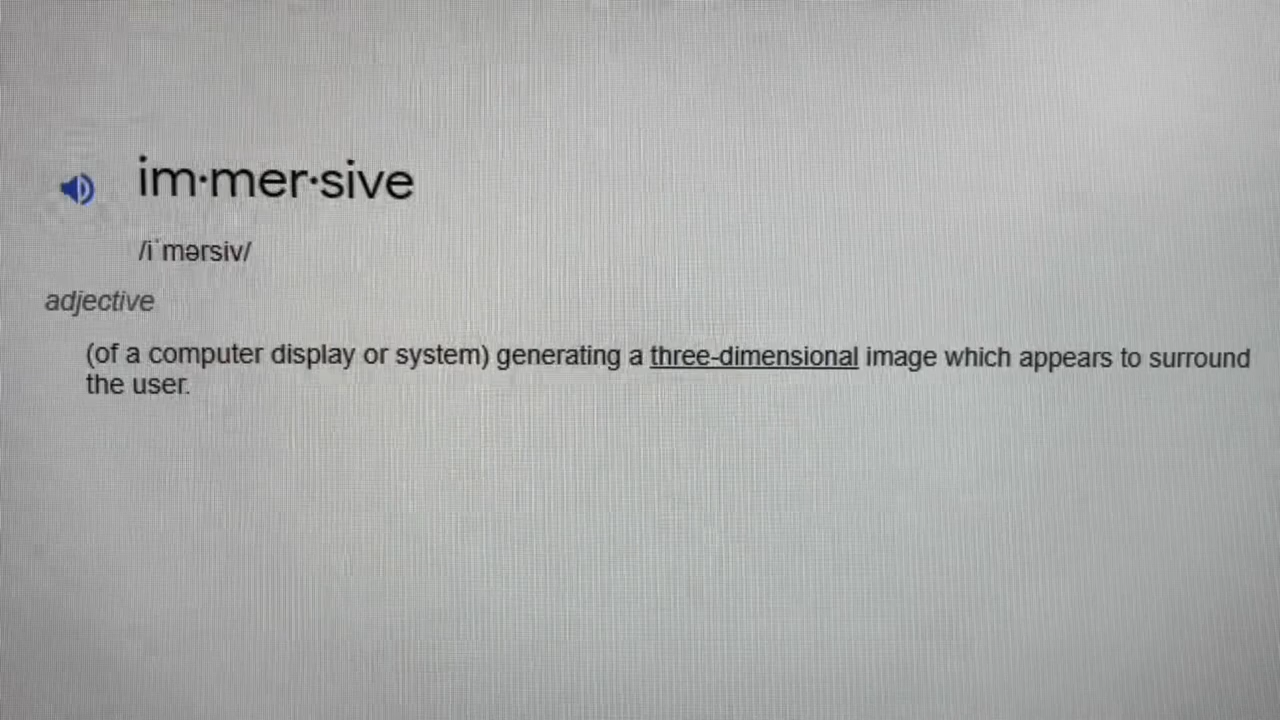 im·mer·sive
/iˈmərsiv/
adjective
(of a computer display or system) generating a three-dimensional image which appears to surround
the user.